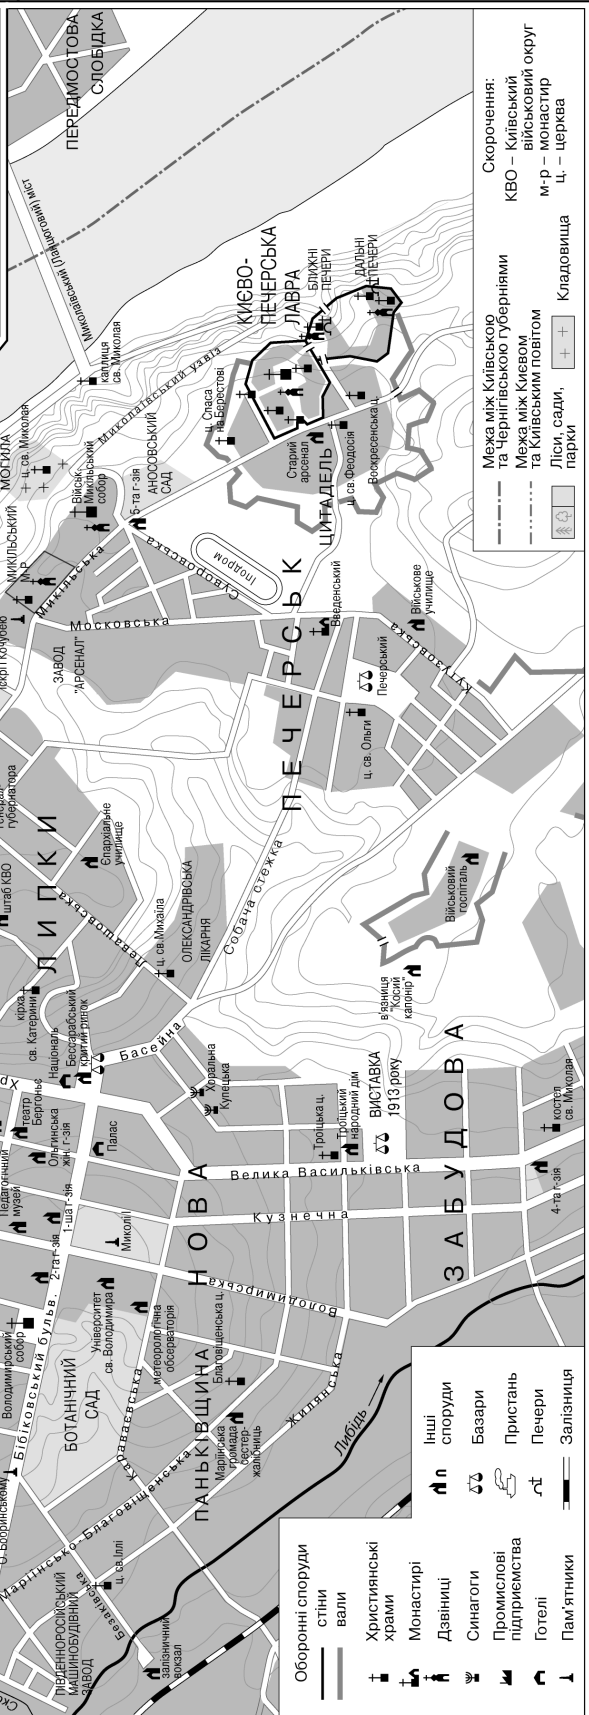 ПЕРЕДМОСТОВА
СЛОБІДКА
Миколаївський (Ланцюговий) міст
каплиця
св. Миколая
Миколаївський узвіз
КИЄВО-
ПЕЧЕРСЬКА
ЛАВРА
БЛИЖНІ
ПЕЧЕРИ
ДАЛЬНІ
ПЕЧЕРИ
МОГИЛА
ц. св. Миколая
Військ.
Микільський
собор
5-та г-зія
АНОСОВСЬКИЙ
САД
ц. Спаса
на Берестові
Старий
арсенал
ЦИТАДЕЛЬ
ц. св. Феодосія
Воскресенська ц.
МИКІЛЬСЬКИЙ
М-Р
Микільська
Суворовська
Іподром
Московська
ЗАВОД
"АРСЕНАЛ"
ПЕЧЕРСЬК
Введенський
Військове
училище
Печерський
Кутузовська
ц. св. Ольги
губернатора
ЛИПКИ
штаб КВО
Єпархіальне
училище
Левашовська
ц. св. Михаїла
ОЛЕКСАНДРІВСЬКА
ЛІКАРНЯ
Собача стежка
Військовий
госпіталь
в'язниця
"Косий
капонір"
кірха
св. Катерини
Національ
Бессарабський
критий ринок
Басейна
театр
Бергоньє
Ольгинська
жін. г-зія
Палас
Хоральна
Купецька
Троїцька ц.
Троїцький
народний дім
ВИСТАВКА
1913 року
НОВА
ЗАБУДОВА
костел
св. Миколая
4-та г-зія
Велика Васильківська
Кузнечна
Педагогічний
музей
1-ша г-зія
2-га г-зія
Микола І
Володимирська
Володимирський
собор
Бібіковський бульв.
Університет
св. Володимира
метеорологічна
обсерваторія
БОТАНІЧНИЙ
САД
Караваєвська
Благовіщенська ц.
ПАНЬКІВЩИНА
Маріїнська
громада
сестер-
жалібниць
Жилянська
Либідь
О. Бобринському
Маріїнсько-Благовіщенська
ц. св. Іллі
Безаківська
ПІВДЕННОРОСІЙСЬКИЙ
МАШИНОБУДІВНИЙ
ЗАВОД
залізничний
вокзал
Межа між Київською
та Чернігівською губерніями
Межа між Києвом
та Київським повітом
Ліси, сади,
парки
Кладовища
Скорочення:
КВО – Київський
військовий округ
м-р – монастир
ц. – церква
Оборонні споруди
стіни
вали
Християнські
храми
Монастирі
Дзвіниці
Синагоги
Промислові
підприємства
Готелі
Пам'ятники
Інші
споруди
Базари
Пристань
Печери
Залізниця